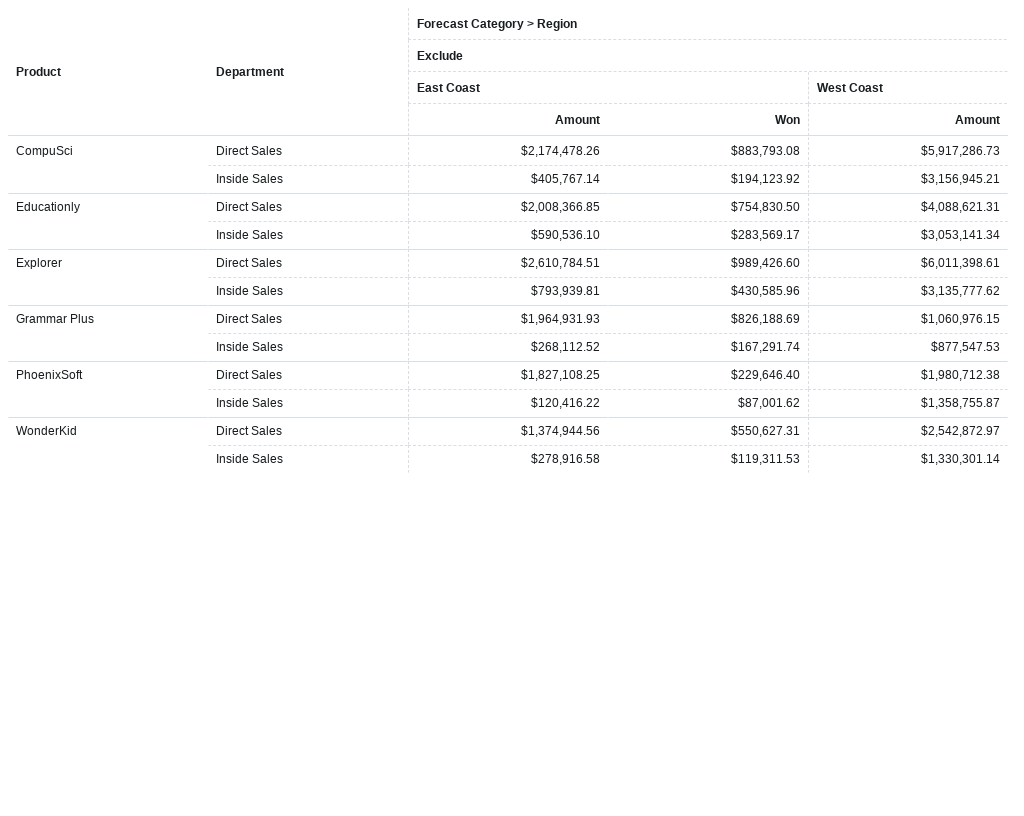 Forecast Category > Region
Exclude
Product Department
East Coast West Coast
Amount Won Amount
CompuSci Direct Sales $2,174,478.26 $883,793.08 $5,917,286.73
Inside Sales $405,767.14 $194,123.92 $3,156,945.21
Educationly Direct Sales $2,008,366.85 $754,830.50 $4,088,621.31
Inside Sales $590,536.10 $283,569.17 $3,053,141.34
Explorer Direct Sales $2,610,784.51 $989,426.60 $6,011,398.61
Inside Sales $793,939.81 $430,585.96 $3,135,777.62
Grammar Plus Direct Sales $1,964,931.93 $826,188.69 $1,060,976.15
Inside Sales $268,112.52 $167,291.74 $877,547.53
PhoenixSoft Direct Sales $1,827,108.25 $229,646.40 $1,980,712.38
Inside Sales $120,416.22 $87,001.62 $1,358,755.87
WonderKid Direct Sales $1,374,944.56 $550,627.31 $2,542,872.97
Inside Sales $278,916.58 $119,311.53 $1,330,301.14